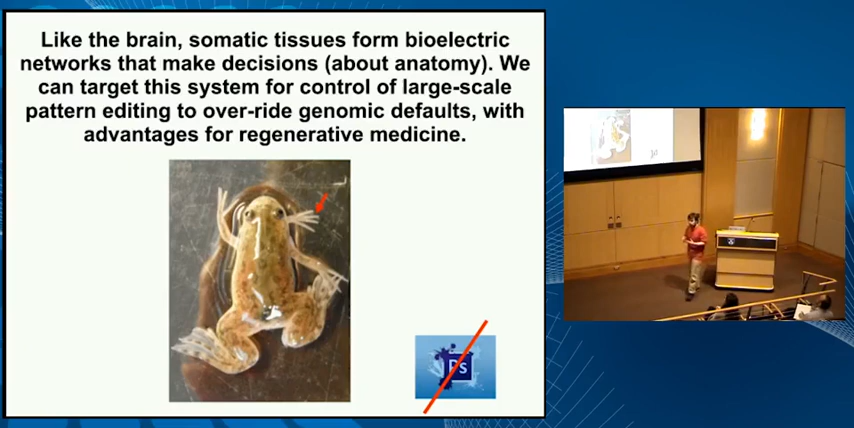 Like the brain, somatic tissues form bioelectric
networks that make decisions (about anatomy). We
can target this system for control of large-scale
pattern editing to over-ride genomic defaults, with
advantages for regenerative medicine.
Ps